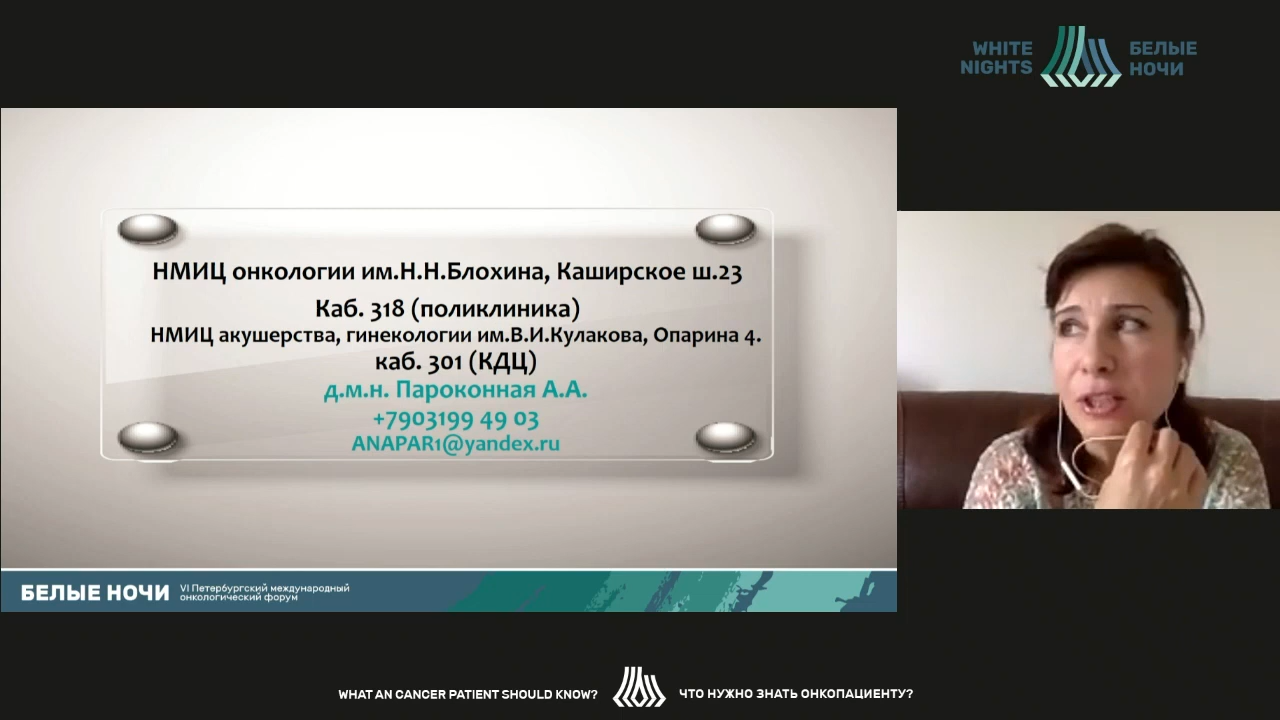 WHITE
NIGHTS
БЕЛЫЕ
НОЧИ
НМИЦ онкологии им.Н.Н.Блохина, Каширское ш.23
Каб. 318 (поликлиника)
НМИЦ акушерства, гинекологии им.В.И.Кулакова, Опарина 4.
каб. 301 (КДЦ)
д.м.н. Пароконная А.А.
+7903199 49 03
ANAPAR1@yandex.ru
БЕЛЫЕ НОЧИ
VI Петербургский международный
онкологический форум
WHAT AN CANCER PATIENT SHOULD KNOW?
ЧТО НУЖНО ЗНАТЬ ОНКОПАЦИЕНТУ?